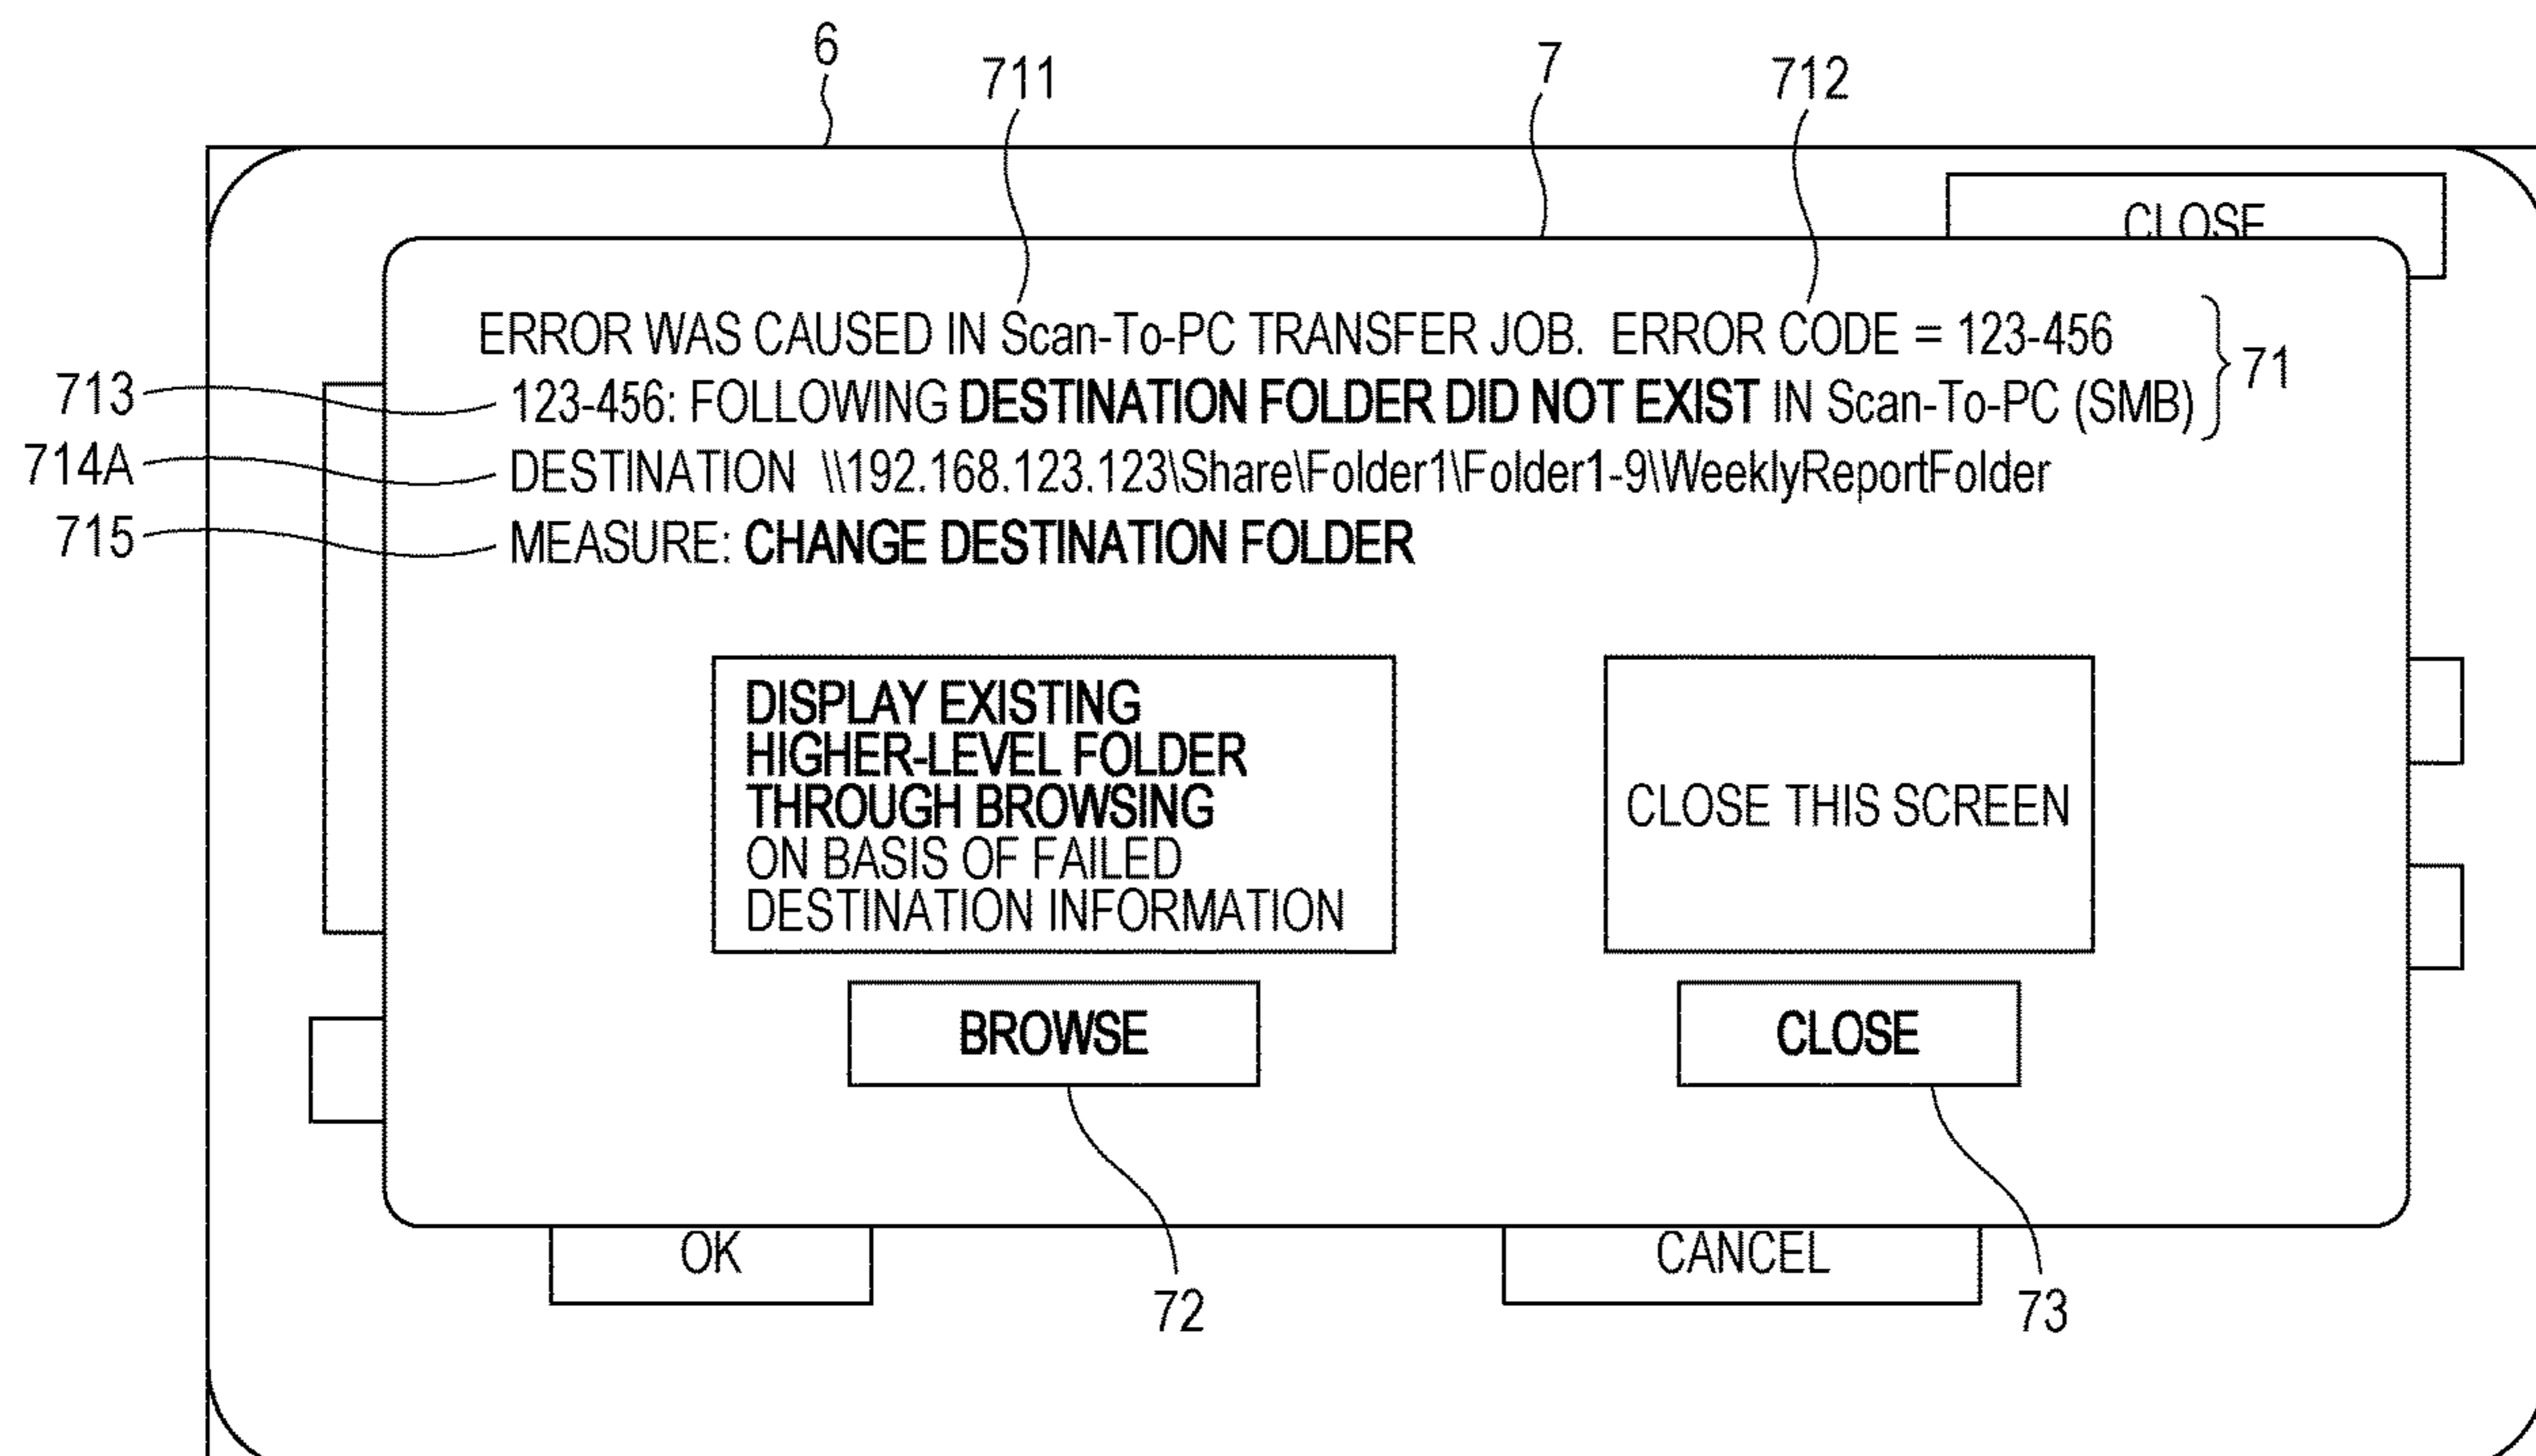 6
7
711
712
CLOSE
ERROR WAS CAUSED IN Scan-To-PC TRANSFER JOB. ERROR CODE = 123-456
71
713
123-456: FOLLOWING DESTINATION FOLDER DID NOT EXIST IN Scan-To-PC (SMB)
714A
DESTINATION \\192.168.123.123\Share\Folder1\Folder1-9\WeeklyReportFolder
715
MEASURE: CHANGE DESTINATION FOLDER
DISPLAY EXISTING
HIGHER-LEVEL FOLDER
THROUGH BROWSING
ON BASIS OF FAILED
DESTINATION INFORMATION
CLOSE THIS SCREEN
BROWSE
CLOSE
OK
CANCEL
72
73